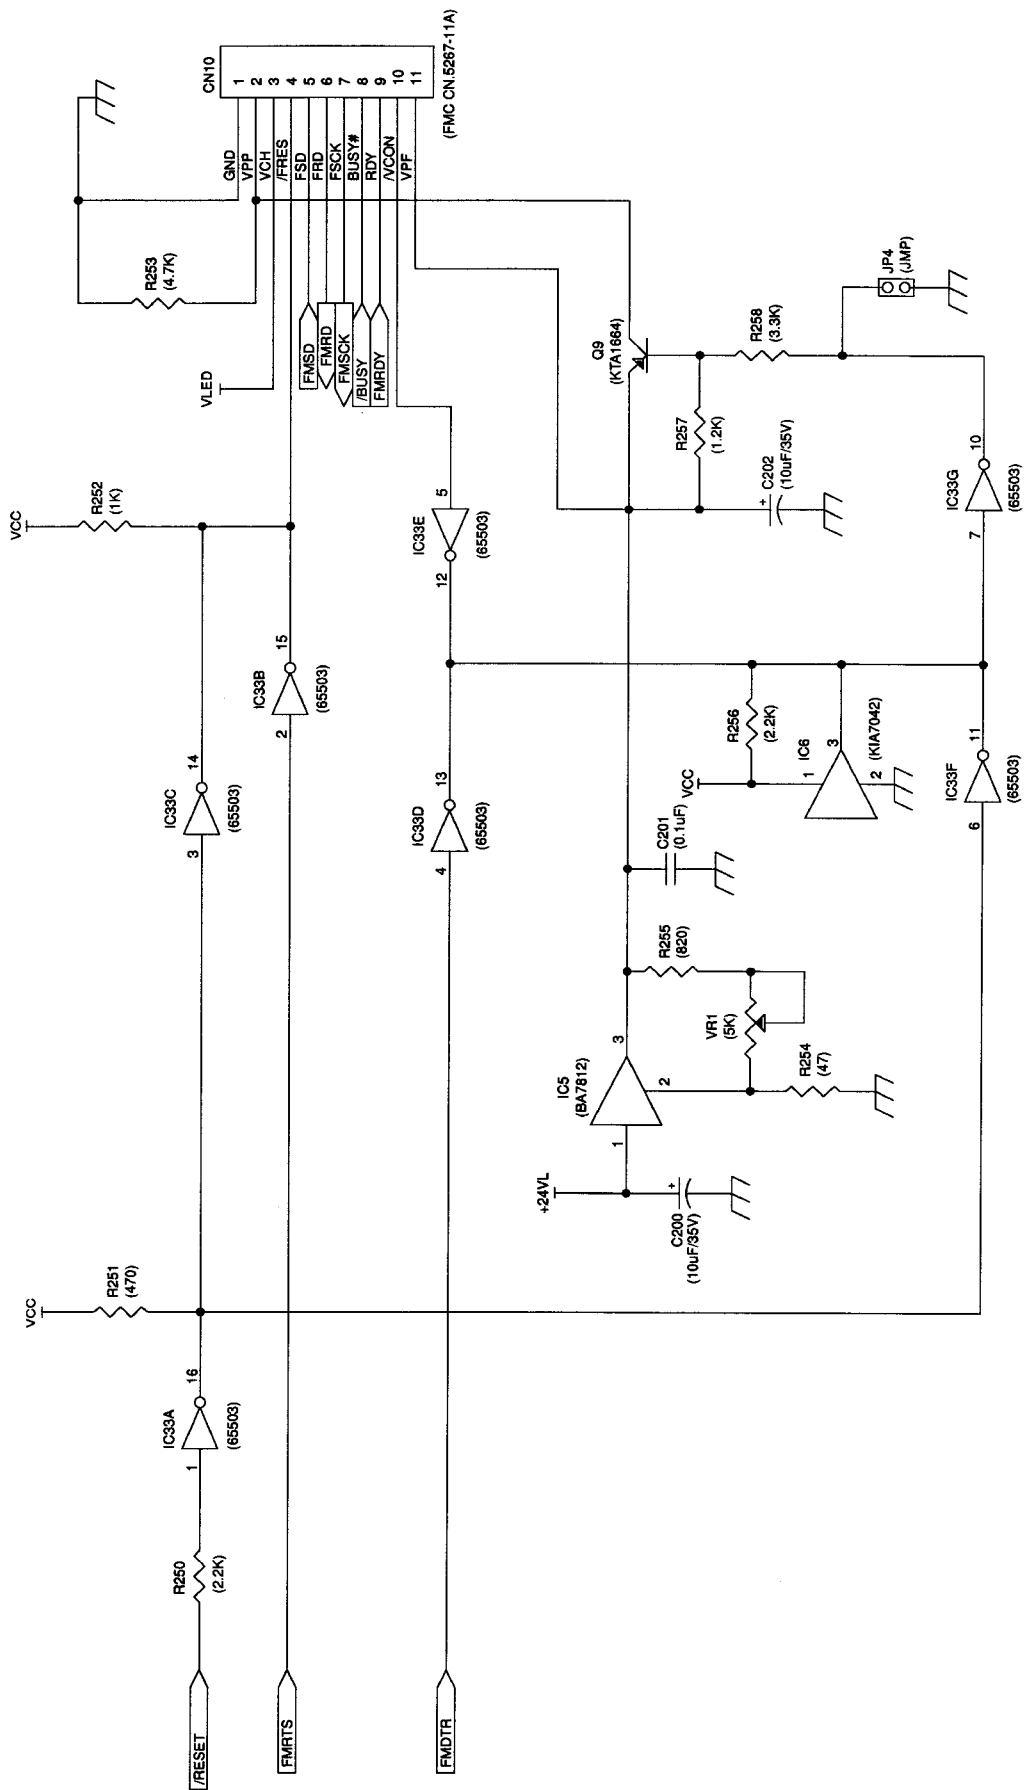 /RESET
R250
(2.2K)
1
IC33A
(65503)
16
VCC
R251
(470)
3
IC33C
(65503)
14
VCC
R252
(1K)
FMRTS
2
IC33B
(65503)
15
FMDTR
4
IC33D
(65503)
13
12
IC33E
(65503)
5
VLED
R253
(4.7K)
FMSD
FMRD
FMSCK
/BUSY
FMRDY
GND
VPP
VCH
/FRES
FSD
FRD
FSCK
BUSY#
RDY
/VCON
VPF
CN10
1
2
3
4
5
6
7
8
9
10
11
(FMC CN.5267-11A)
+24VL
C200
+
(10uF/35V)
1
IC5
(BA7812)
3
2
R255
(820)
VR1
(5K)
R254
(47)
C201
(0.1uF)
VCC
R256
(2.2K)
IC6
1
3
(KIA7042)
2
6
IC33F
(65503)
11
7
IC33G
(65503)
10
R257
(1.2K)
+
C202
(10uF/35V)
Q9
(KTA1664)
R258
(3.3K)
JP4
(JMP)